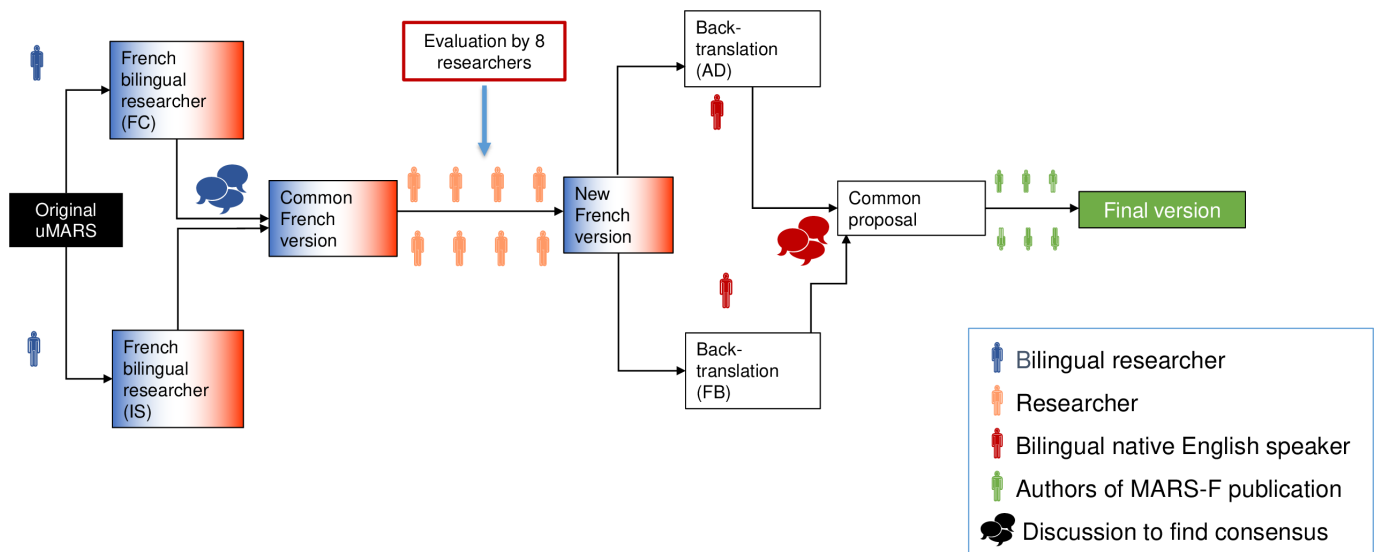 Original
uMARS
French
bilingual
researcher
(FC)
French
bilingual
researcher
(IS)
Common
French
version
Evaluation by 8
researchers
New
French
version
Back-
translation
(AD)
Back-
translation
(FB)
Common
proposal
Final version
Bilingual researcher
Researcher
Bilingual native English speaker
Authors of MARS-F publication
Discussion to find consensus